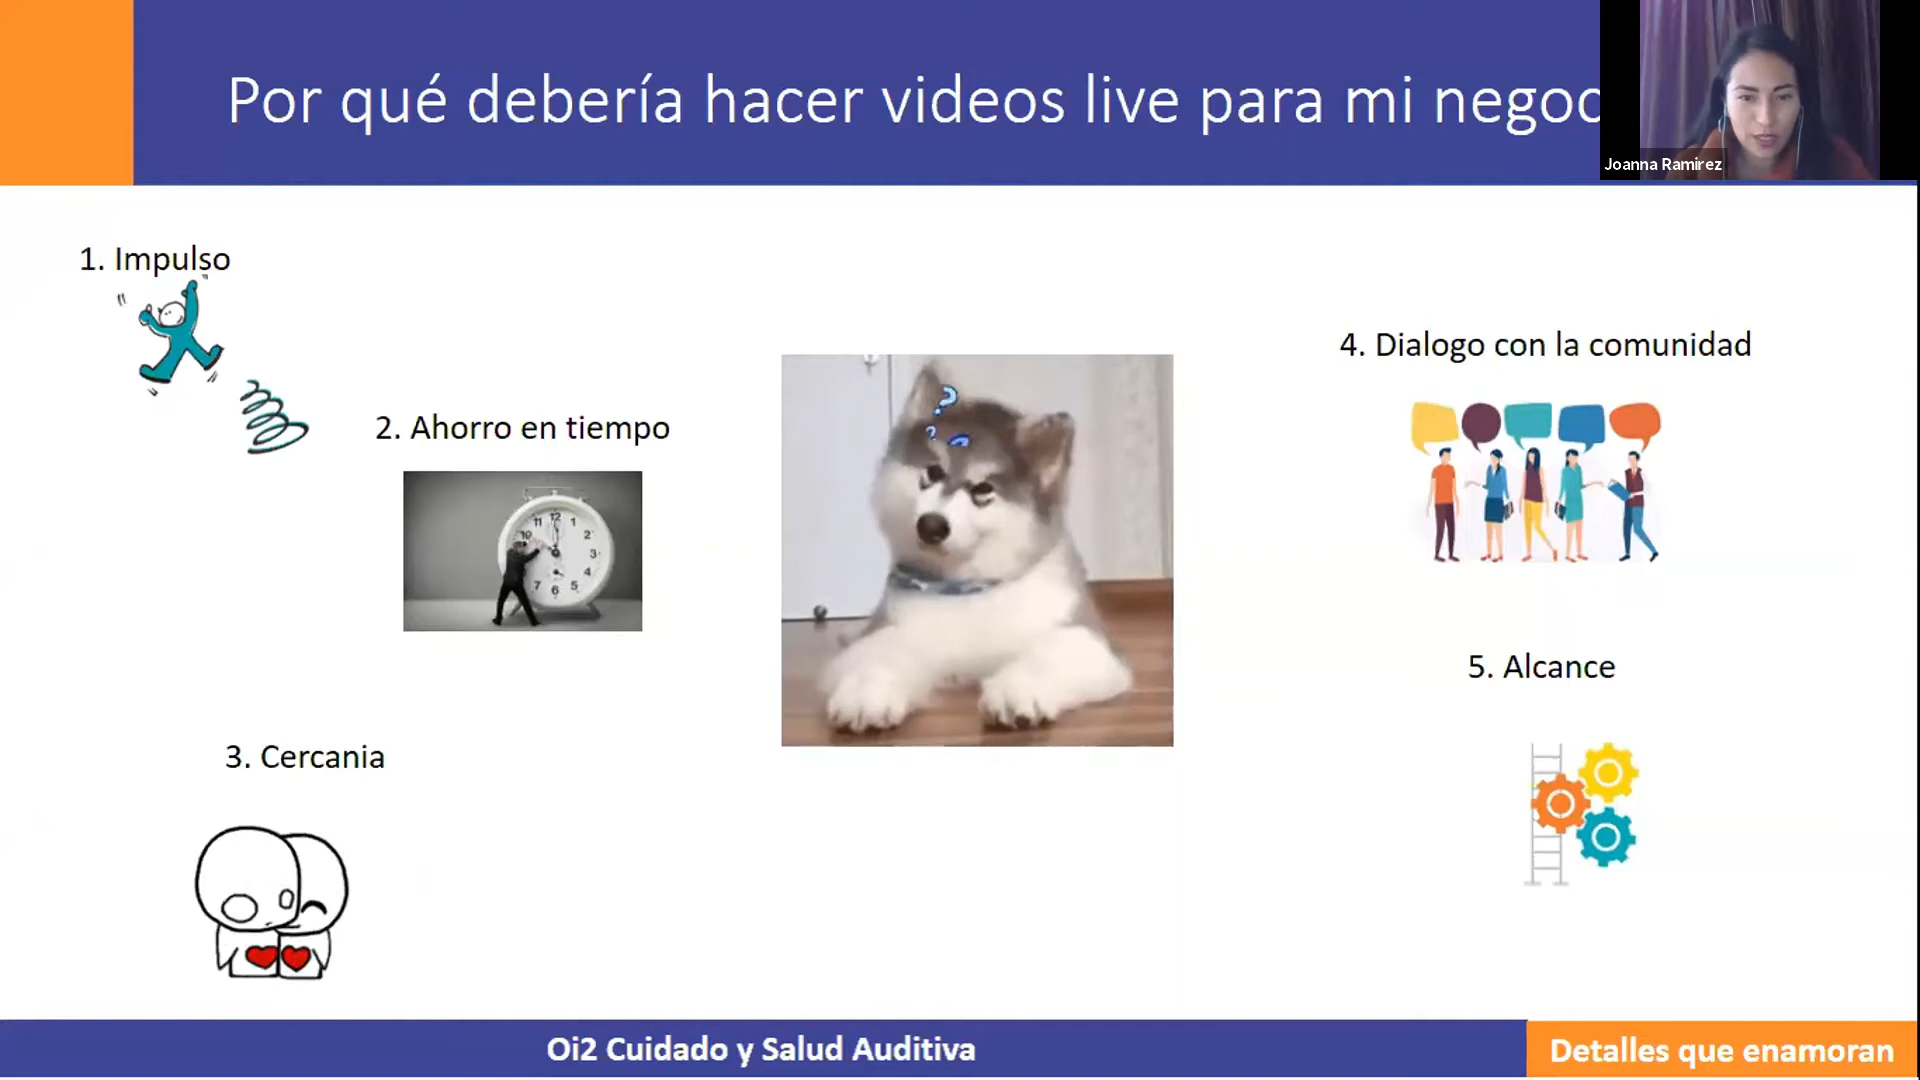 Por qué debería hacer videos live para mi negoc
Joanna Ramirez
1. Impulso
2. Ahorro en tiempo
3. Cercania
4. Dialogo con la comunidad
5. Alcance
Oi2 Cuidado y Salud Auditiva
Detalles que enamoran